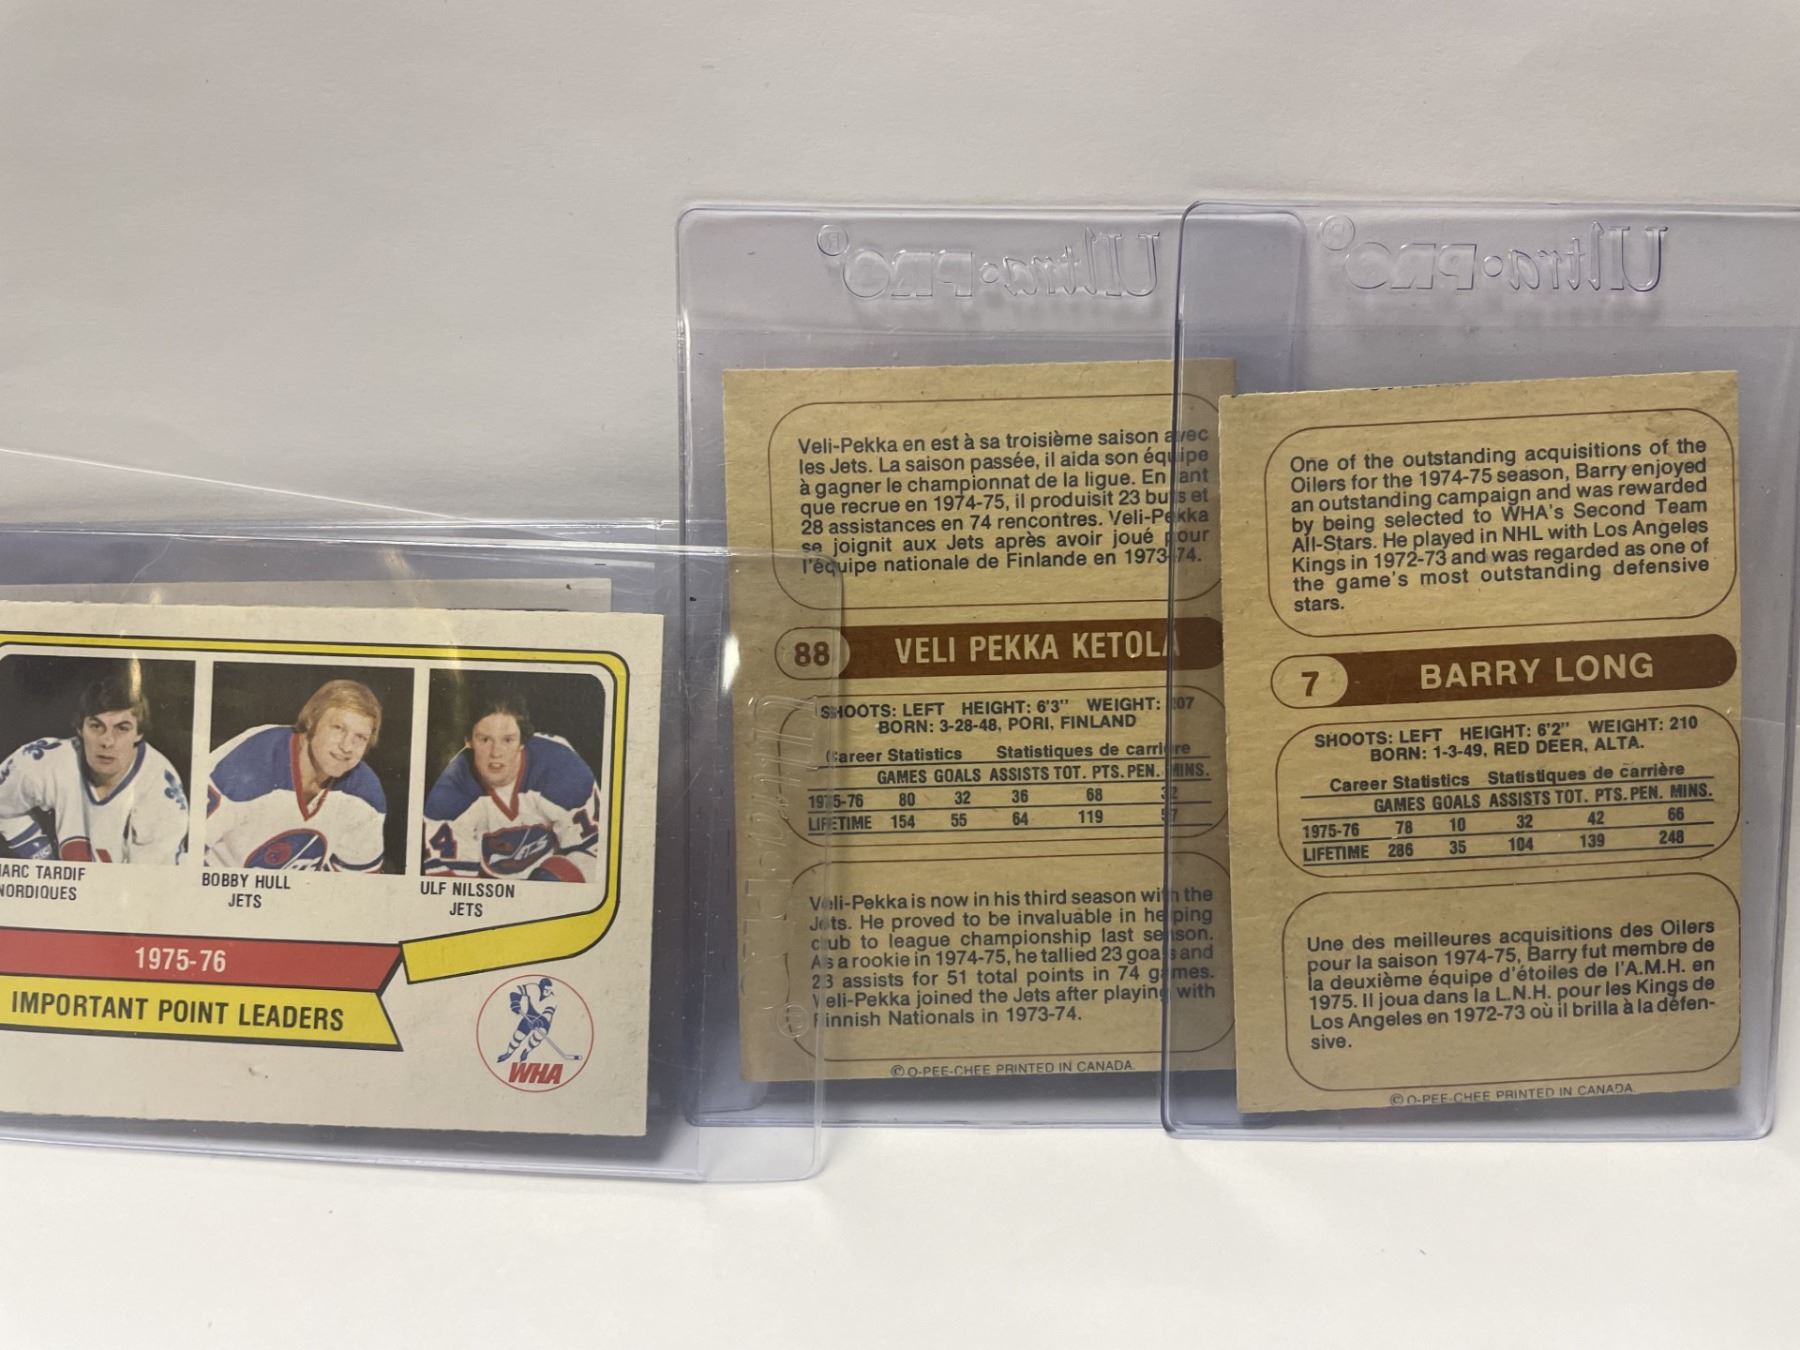 MARC TARDIF
NORDIQUES
BOBBY HULL
JETS
ULF NILSSON
JETS
1975-76
IMPORTANT POINT LEADERS
WHA
Ultra•PRO®
Veli-Pekka en est à sa troisième saison avec
les Jets. La saison passée, il aida son équipe
à gagner le championnat de la ligue. En tant
que recrue en 1974-75, il produisit 23 buts et
28 assistances en 74 rencontres. Veli-Pekka
se joignit aux Jets après avoir joué pour
l'équipe nationale de Finlande en 1973-74.
88 VELI PEKKA KETOLA
SHOOTS: LEFT HEIGHT: 6'3" WEIGHT: 207
BORN: 3-28-48, PORI, FINLAND
Career Statistics Statistiques de carrière
GAMES GOALS ASSISTS TOT. PTS. PEN. MINS.
1975-76 80 32 36 68 32
LIFETIME 154 55 64 119 57
Veli-Pekka is now in his third season with the
Jets. He proved to be invaluable in helping
club to league championship last season.
As a rookie in 1974-75, he tallied 23 goals and
23 assists for 51 total points in 74 games.
Veli-Pekka joined the Jets after playing with
Finnish Nationals in 1973-74.
© O-PEE-CHEE PRINTED IN CANADA.
Ultra•PRO®
One of the outstanding acquisitions of the
Oilers for the 1974-75 season, Barry enjoyed
an outstanding campaign and was rewarded
by being selected to WHA's Second Team
All-Stars. He played in NHL with Los Angeles
Kings in 1972-73 and was regarded as one of
the game's most outstanding defensive
stars.
7 BARRY LONG
SHOOTS: LEFT HEIGHT: 6'2" WEIGHT: 210
BORN: 1-3-49, RED DEER, ALTA.
Career Statistics Statistiques de carrière
GAMES GOALS ASSISTS TOT. PTS. PEN. MINS.
1975-76 78 10 32 42 66
LIFETIME 286 35 104 139 248
Une des meilleures acquisitions des Oilers
pour la saison 1974-75, Barry fut membre de
la deuxième équipe d'étoiles de l'A.M.H. en
1975. Il joua dans la L.N.H. pour les Kings de
Los Angeles en 1972-73 où il brilla à la défen-
sive.
© O-PEE-CHEE PRINTED IN CANADA.